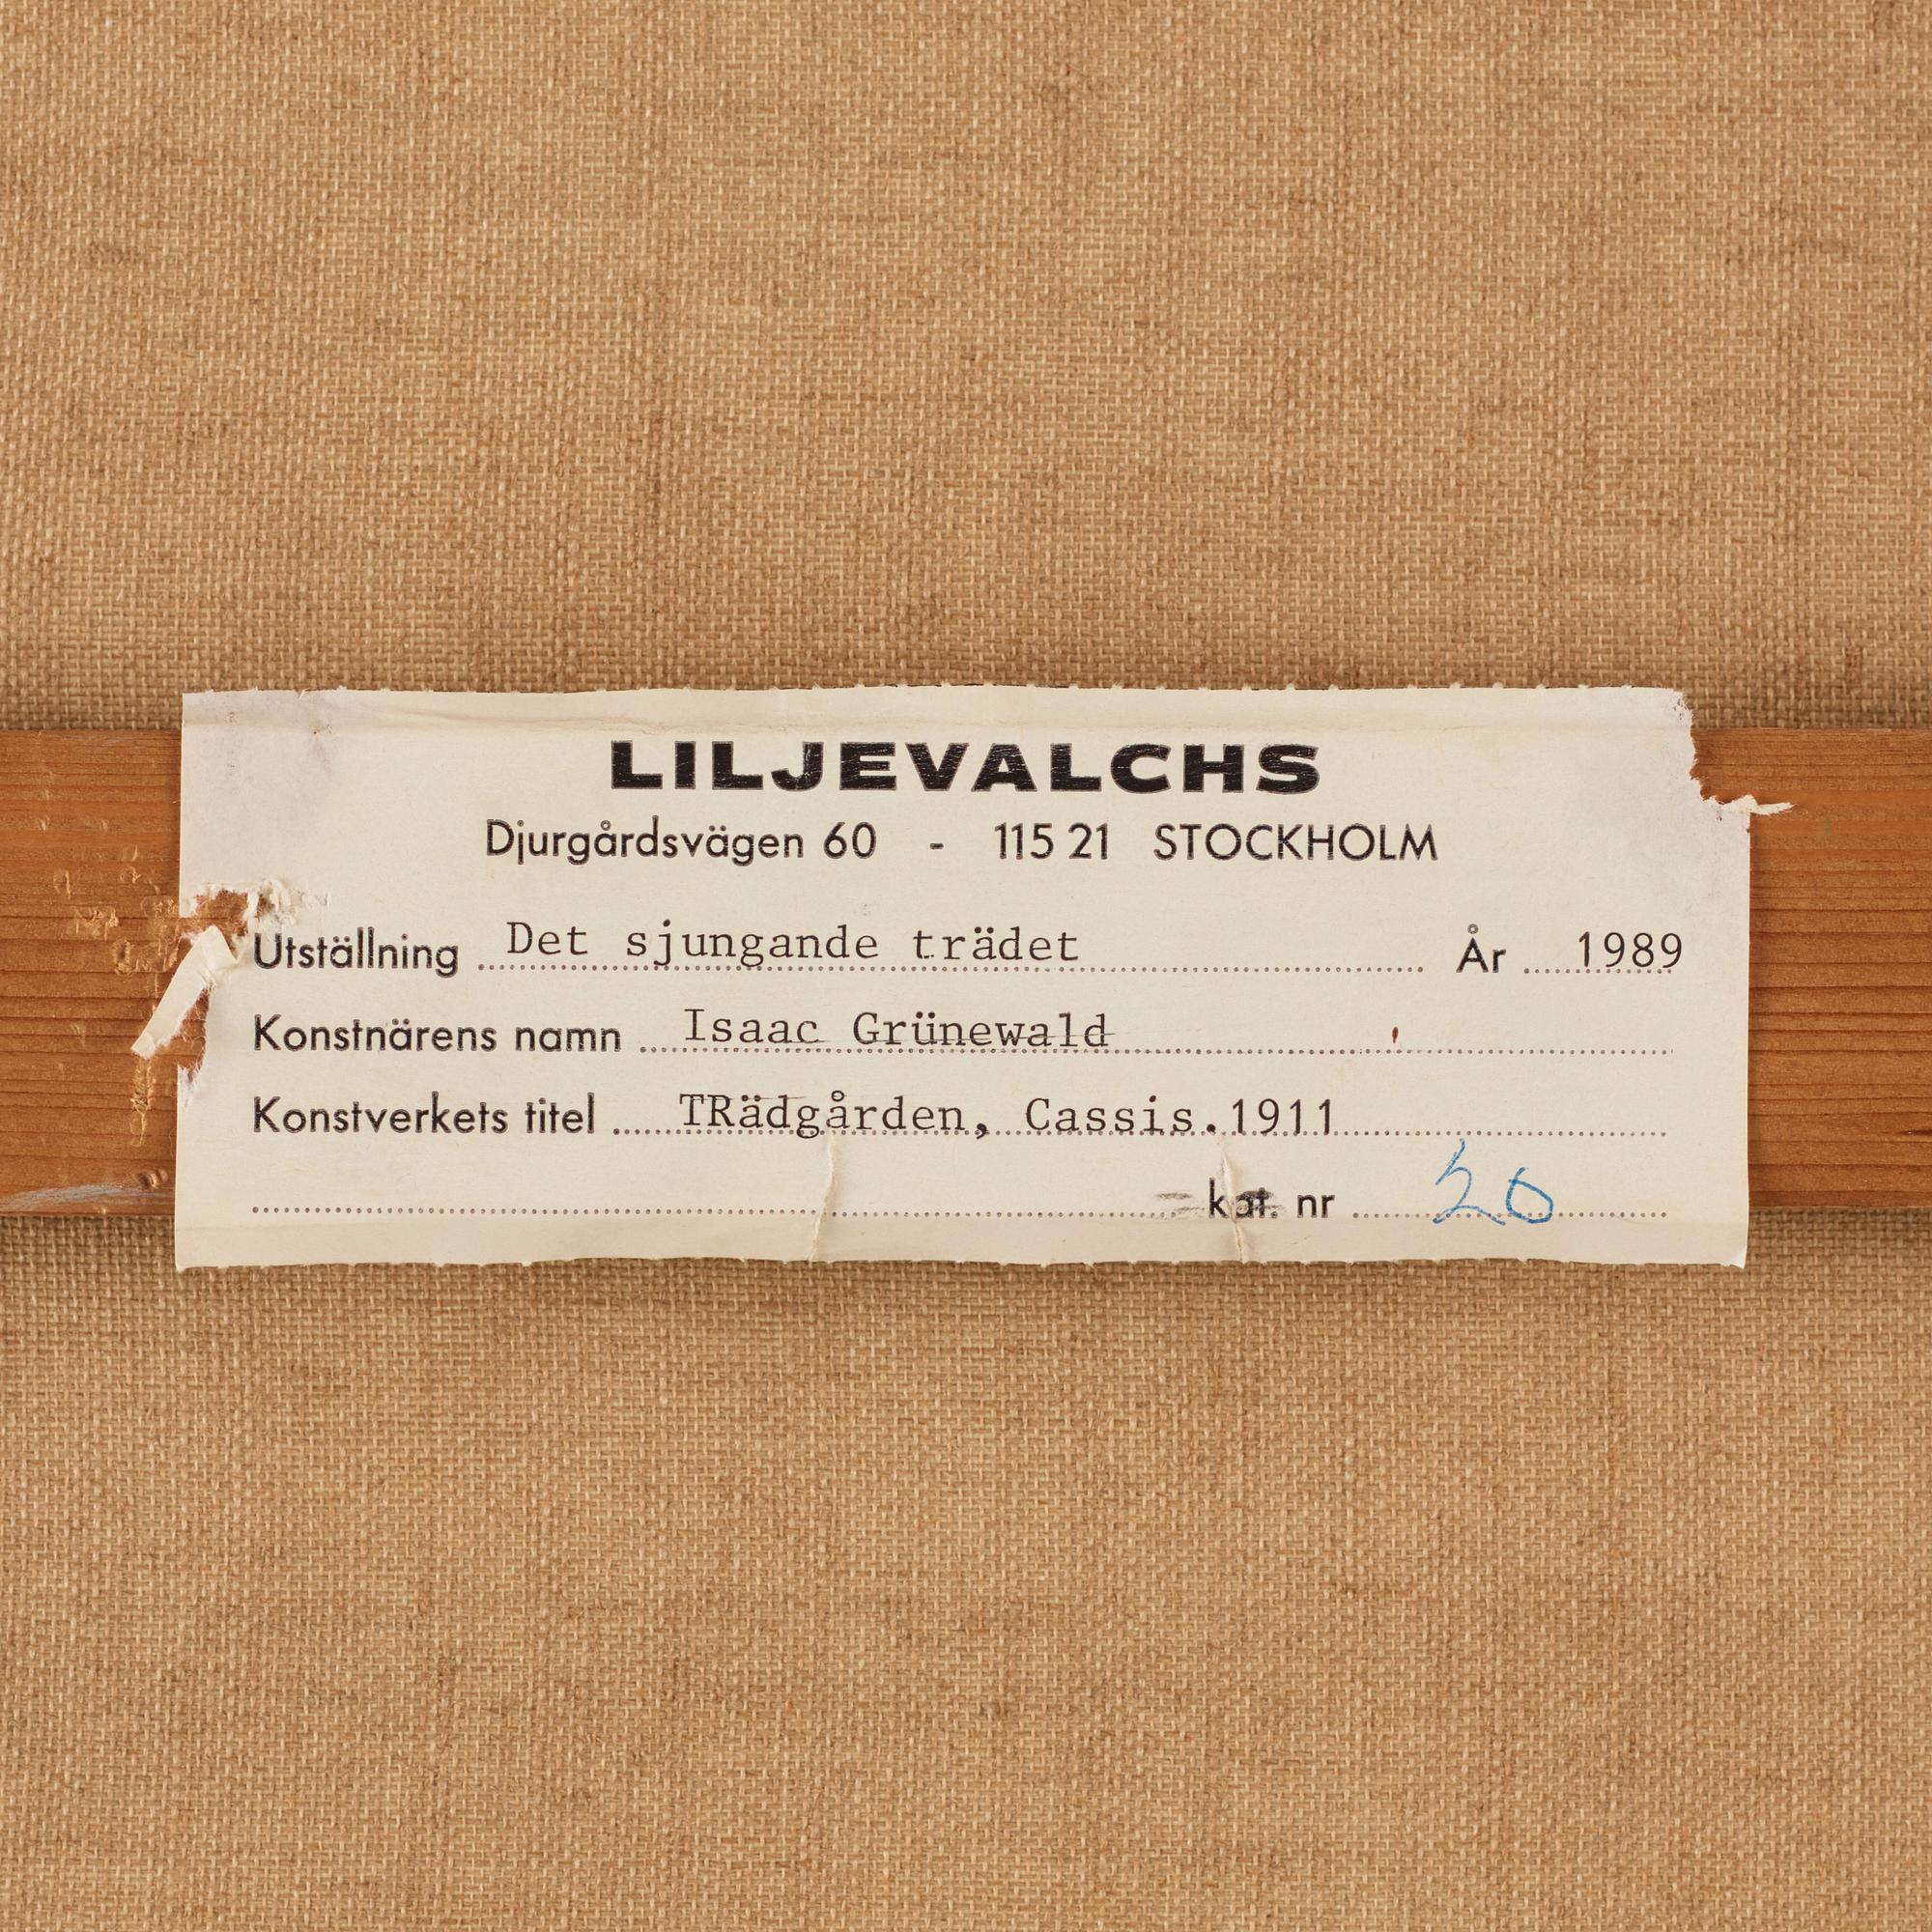 LILJEVALCHS
Djurgårdsvägen 60 - 115 21 STOCKHOLM
Utställning Det sjungande trädet År 1989
Konstnärens namn Isaac Grünewald
Konstverkets titel TRädgården, Cassis.1911
kat. nr 20